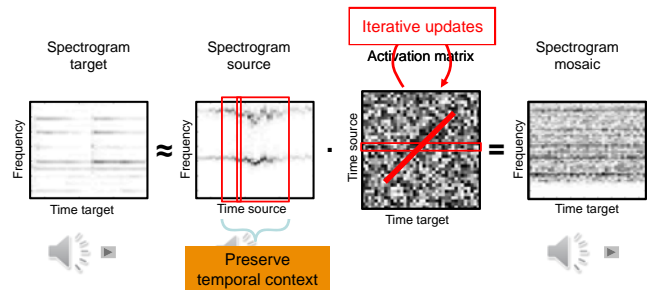 Iterative updates
Spectrogram
target
Spectrogram
source
Activation matrix
Spectrogram
mosaic
Frequency
≈
Frequency
·
Time source
=
Frequency
Time target
Time source
Time target
Time target
Preserve
temporal context